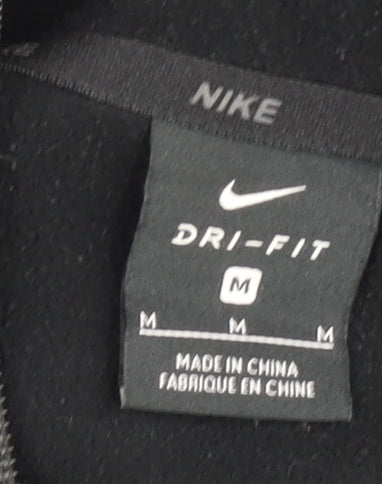 NIKE
DRI-FIT
M
M M M
MADE IN CHINA
FABRIQUE EN CHINE